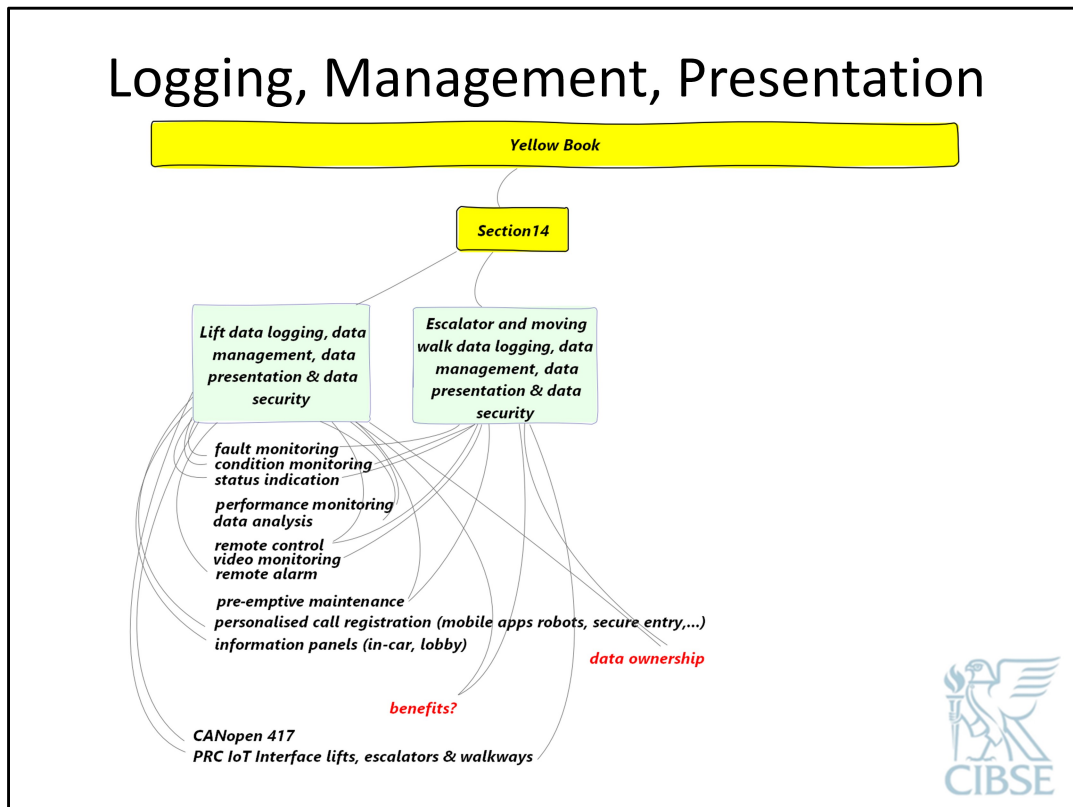 Logging, Management, Presentation
Yellow Book
Section14
Lift data logging, data
management, data
presentation & data
security
Escalator and moving
walk data logging, data
management, data
presentation & data
security
fault monitoring
condition monitoring
status indication
performance monitoring
data analysis
remote control
video monitoring
remote alarm
pre-emptive maintenance
personalised call registration (mobile apps robots, secure entry,...)
information panels (in-car, lobby)
data ownership
benefits?
CANopen 417
PRC IoT Interface lifts, escalators & walkways
CIBSE